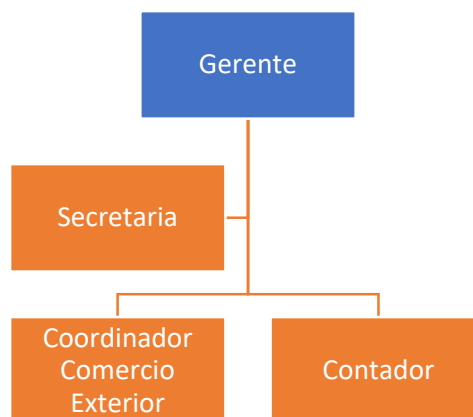 Gerente
Secretaria
Coordinador
Comercio
Exterior
Contador